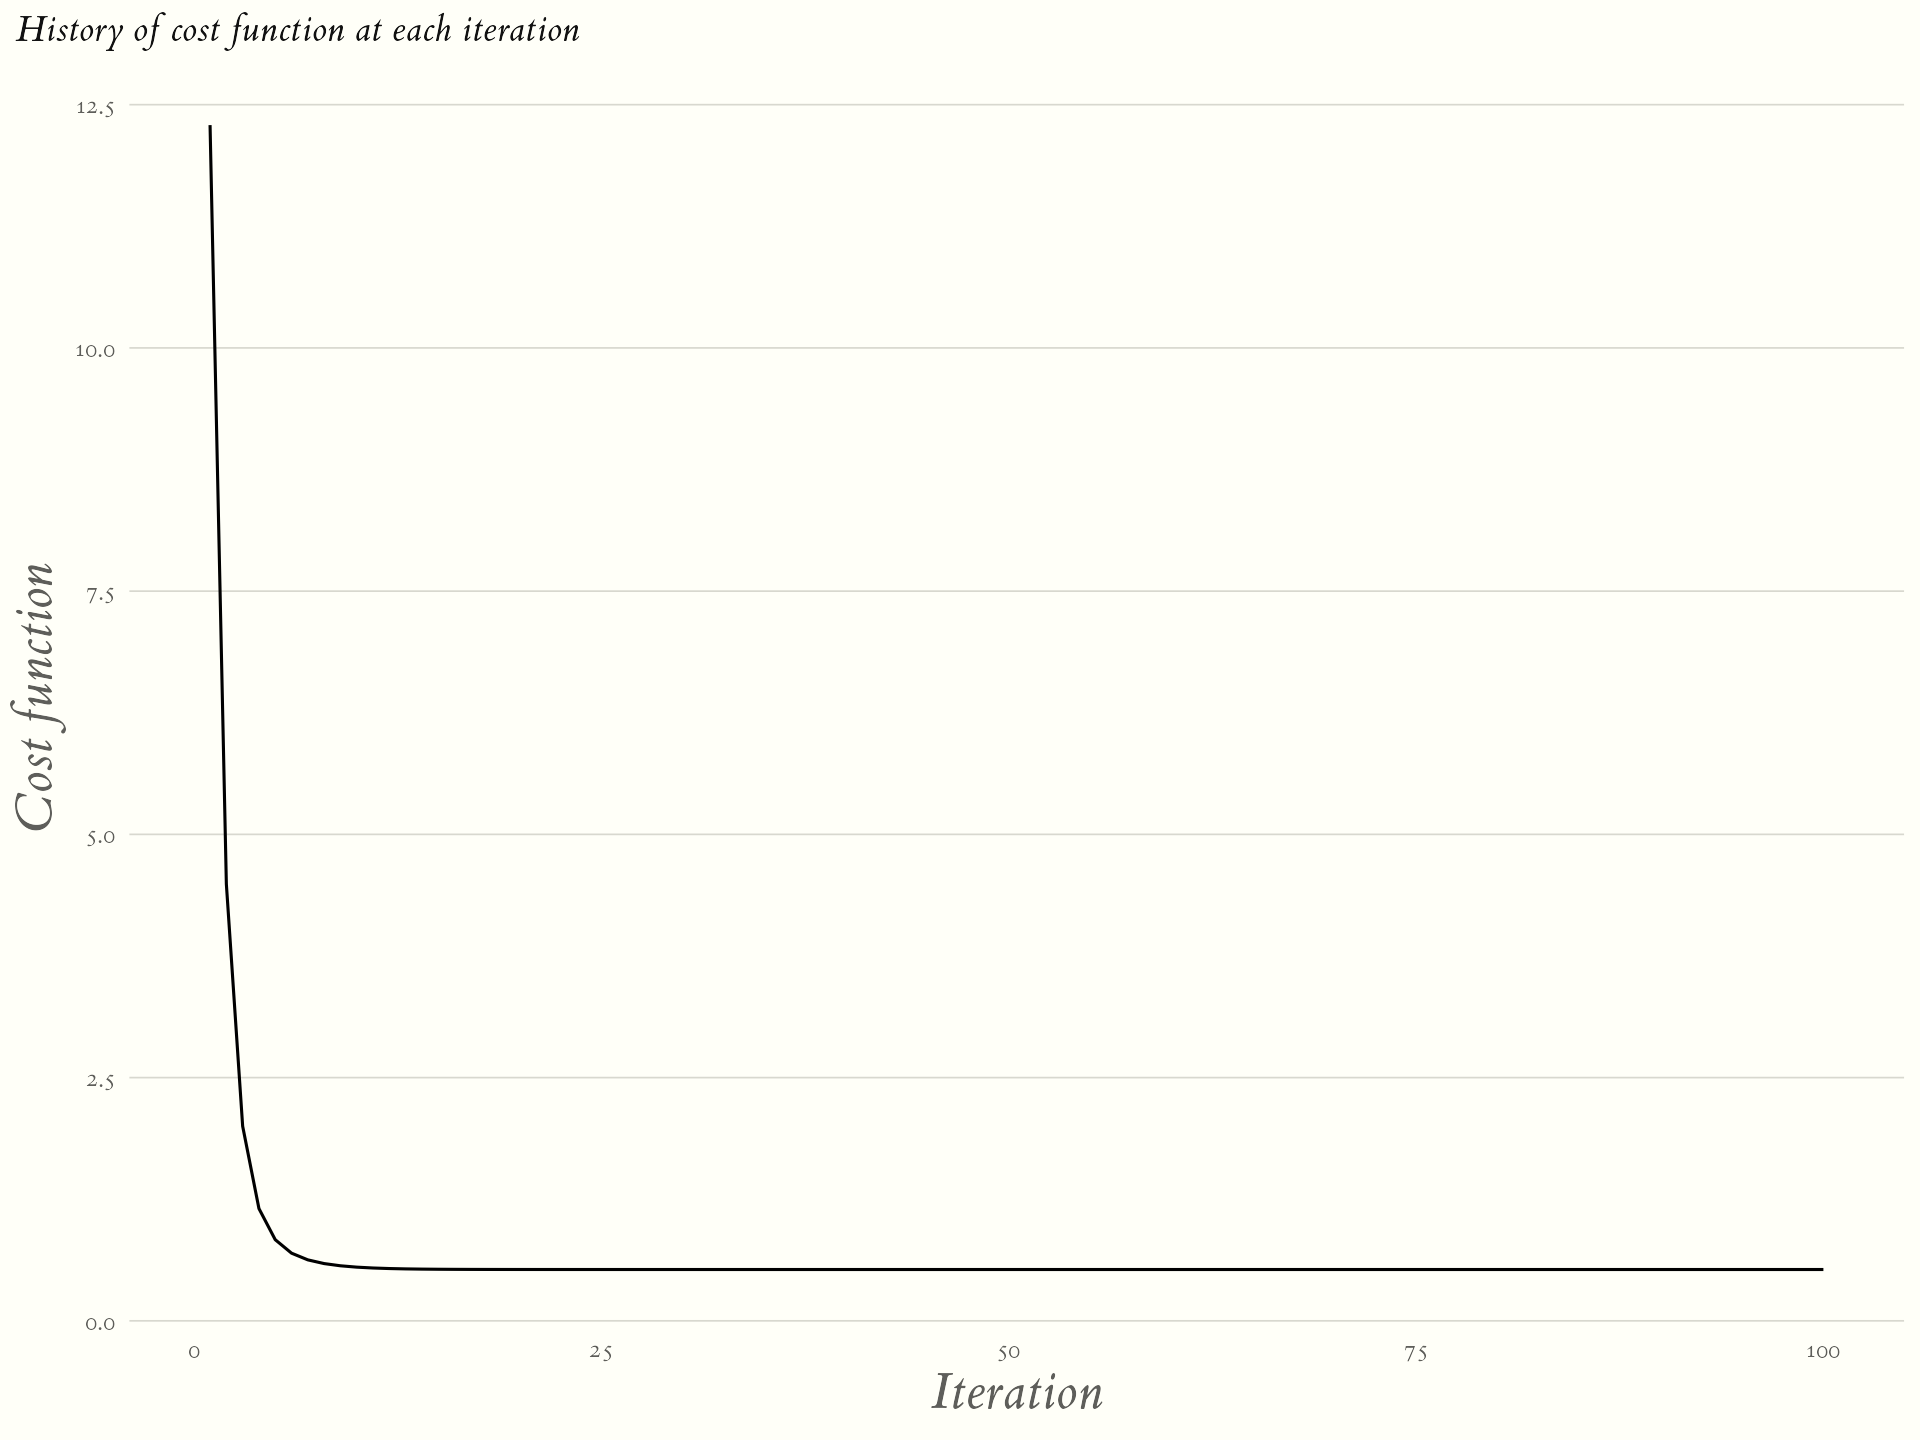 History of cost function at each iteration
12.5
10.0
7.5
5.0
2.5
0.0
Cost function
0 25 50 75 100
Iteration